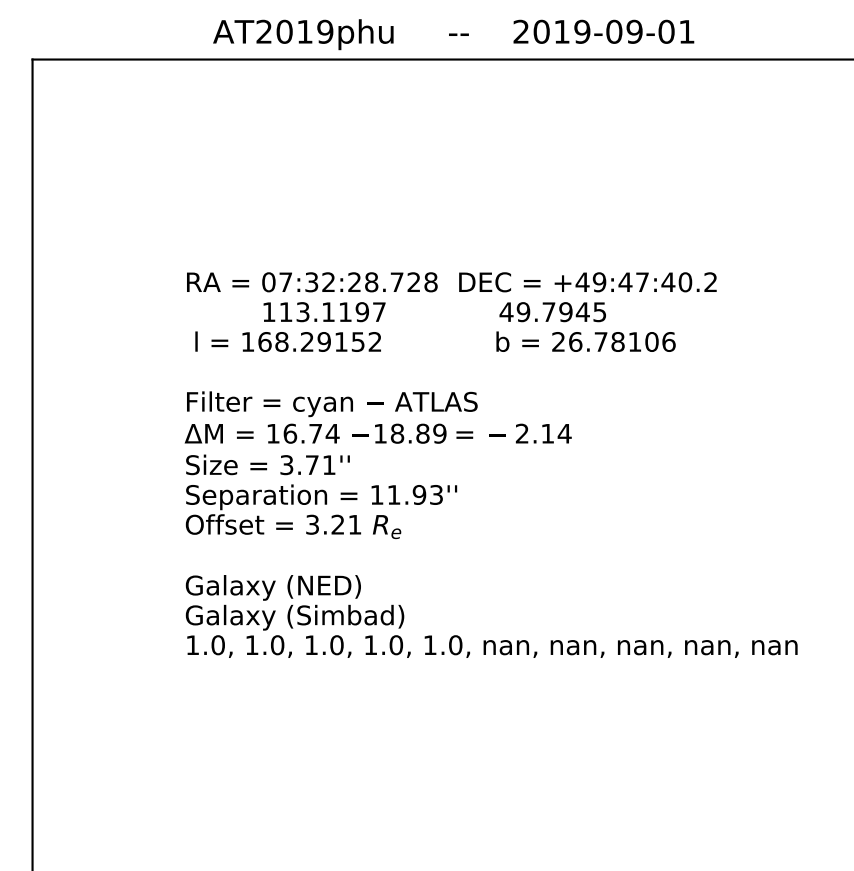 AT2019phu -- 2019-09-01
RA = 07:32:28.728 DEC = +49:47:40.2
113.1197 49.7945
l = 168.29152 b = 26.78106
Filter = cyan − ATLAS
ΔM = 16.74 −18.89 = − 2.14
Size = 3.71''
Separation = 11.93''
Offset = 3.21 Re
Galaxy (NED)
Galaxy (Simbad)
1.0, 1.0, 1.0, 1.0, 1.0, nan, nan, nan, nan, nan